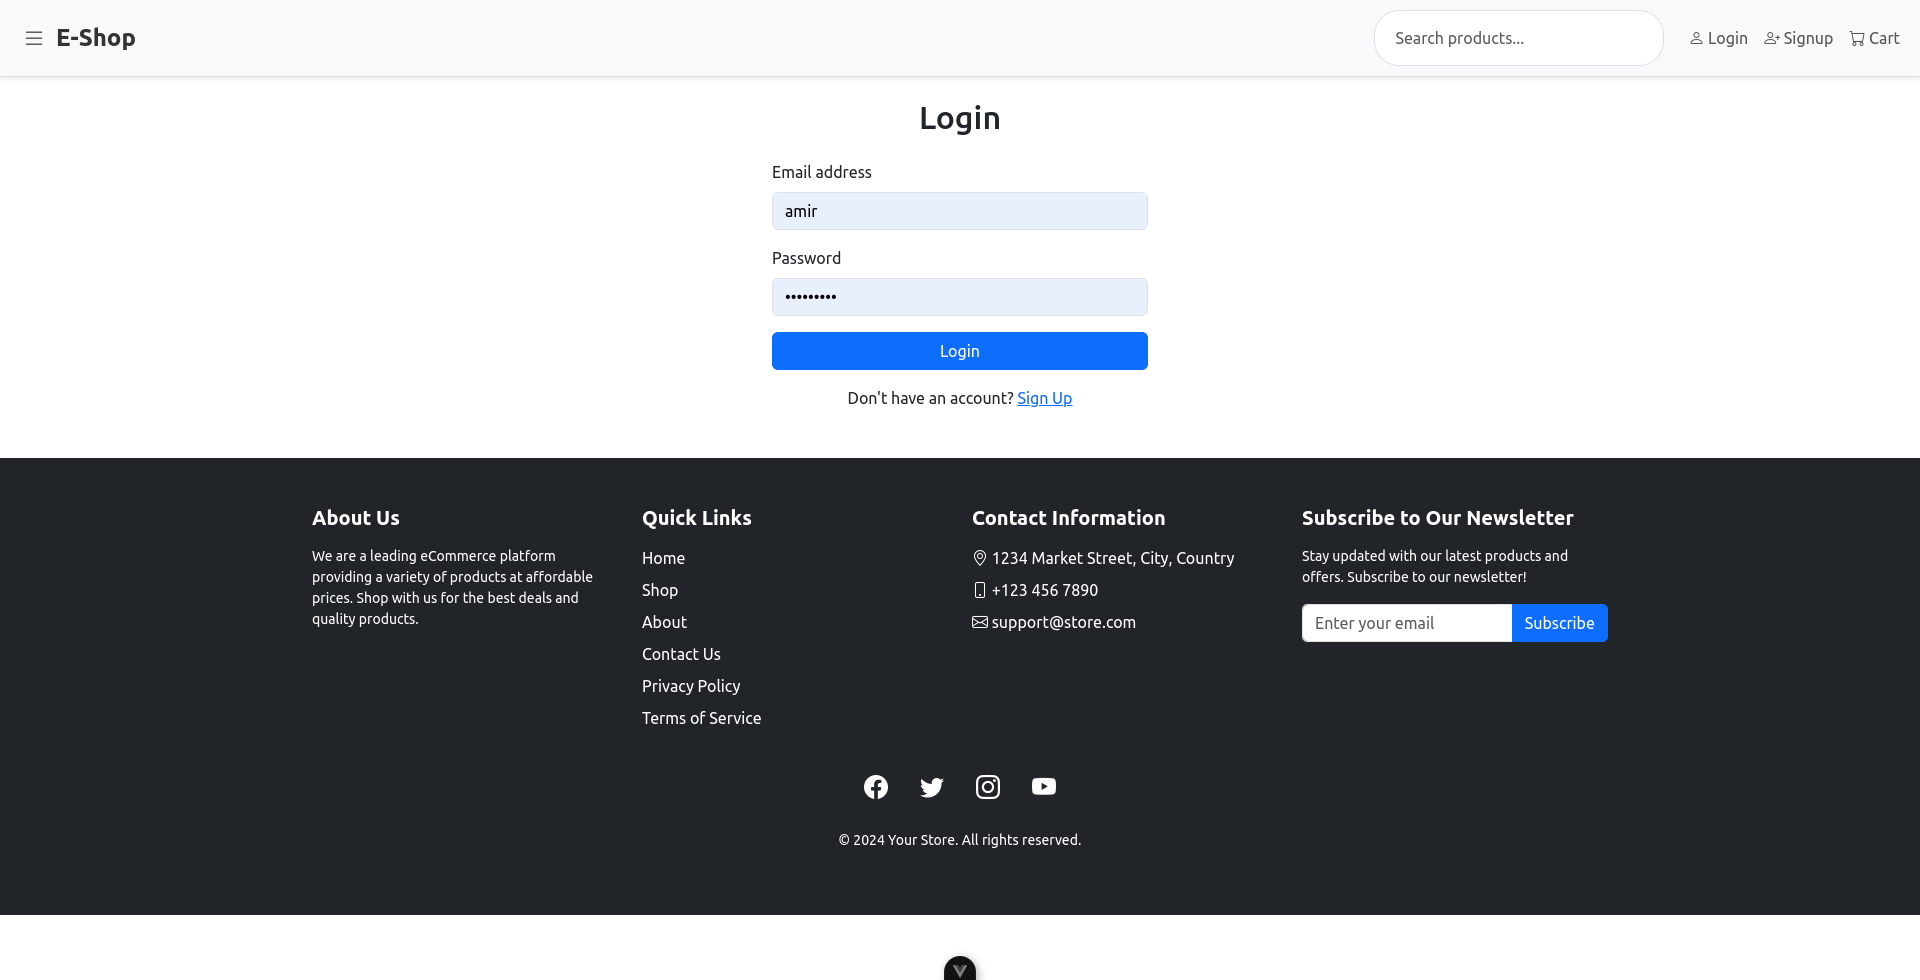 E-Shop
Search products...
Login
Signup
Cart
Login
Email address
amir
Password
•••••••••
Login
Don't have an account? Sign Up
About Us
We are a leading eCommerce platform
providing a variety of products at affordable
prices. Shop with us for the best deals and
quality products.
Quick Links
Home
Shop
About
Contact Us
Privacy Policy
Terms of Service
Contact Information
1234 Market Street, City, Country
+123 456 7890
support@store.com
Subscribe to Our Newsletter
Stay updated with our latest products and
offers. Subscribe to our newsletter!
Enter your email
Subscribe
© 2024 Your Store. All rights reserved.